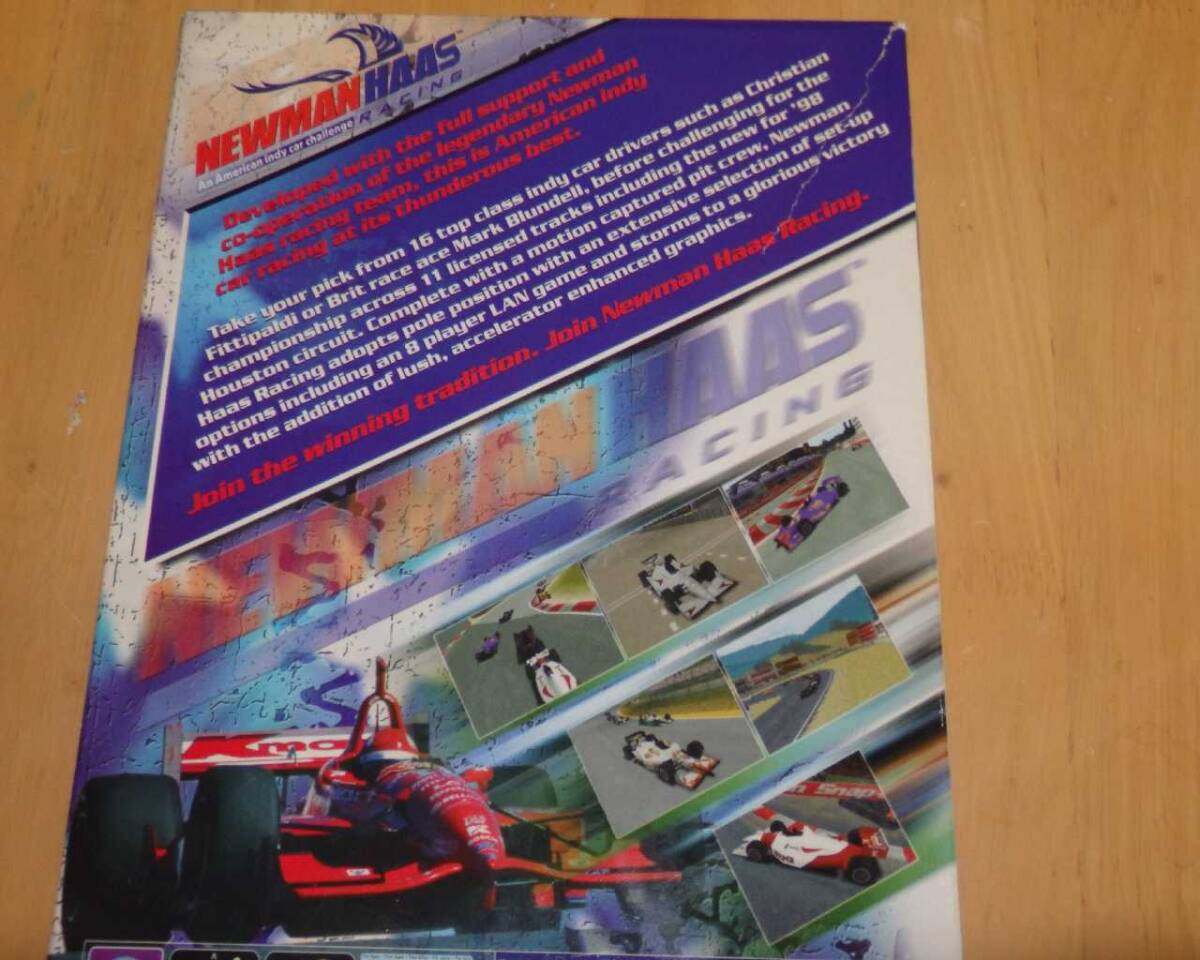 NEWMAN HAAS
RACING
An American indy car challenge
Developed with the full support and
co-operation of the legendary Newman
Haas racing team, this is American indy
car racing at its thunderous best.
Take your pick from 16 top class indy car drivers such as Christian
Fittipaldi or Brit race ace Mark Blundell, before challenging for the
championship across 11 licensed tracks including the new for '98
Houston circuit. Complete with a motion captured pit crew, Newman
Haas Racing adopts pole position with an extensive selection of set-up
options including an 8 player LAN game and storms to a glorious victory
with the addition of lush, accelerator enhanced graphics.
Join the winning tradition. Join Newman Haas Racing.
NEWMAN HAAS
RACING